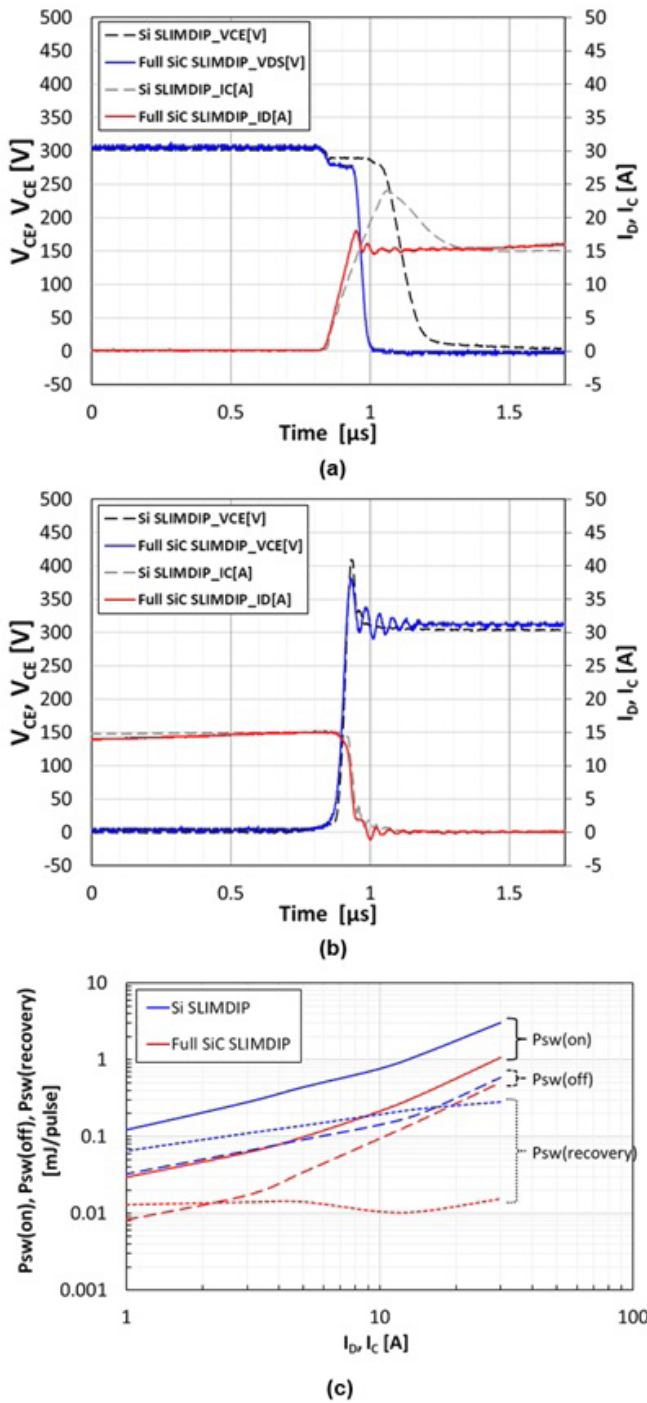 500
450
400
350
300
250
200
150
100
50
0
-50
V_CE, V_CE [V]
Si SLIMDIP_VCE[V]
Full SiC SLIMDIP_VDS[V]
Si SLIMDIP_IC[A]
Full SiC SLIMDIP_ID[A]
50
45
40
35
30
25
20
15
10
5
0
-5
I_D, I_C [A]
0 0.5 1 1.5
Time [µs]
(a)
500
450
400
350
300
250
200
150
100
50
0
-50
V_CE, V_CE [V]
Si SLIMDIP_VCE[V]
Full SiC SLIMDIP_VCE[V]
Si SLIMDIP_IC[A]
Full SiC SLIMDIP_ID[A]
50
45
40
35
30
25
20
15
10
5
0
-5
I_D, I_C [A]
0 0.5 1 1.5
Time [µs]
(b)
Psw(on), Psw(off), Psw(recovery)
[mJ/pulse]
10
1
0.1
0.01
0.001
Si SLIMDIP
Full SiC SLIMDIP
Psw(on)
Psw(off)
Psw(recovery)
1 10 100
I_D, I_C [A]
(c)